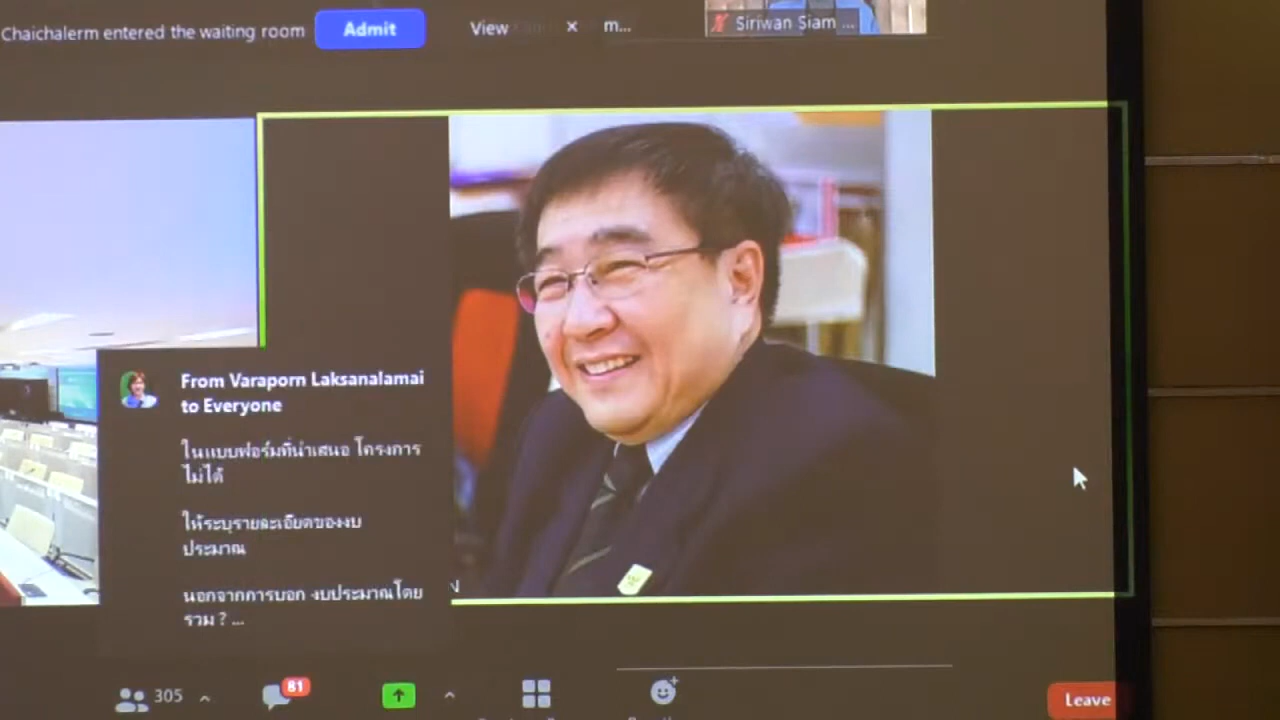 Chaichalerm entered the waiting room
Admit
View
m...
Siriwan Siam ...
From Varaporn Laksanalamai
to Everyone
ในแบบฟอร์มที่นำเสนอ โครงการ
ไม่ได้
ให้ระบุรายละเอียดของงบ
ประมาณ
นอกจากการบอก งบประมาณโดย
รวม ? ...
N
305
81
Leave